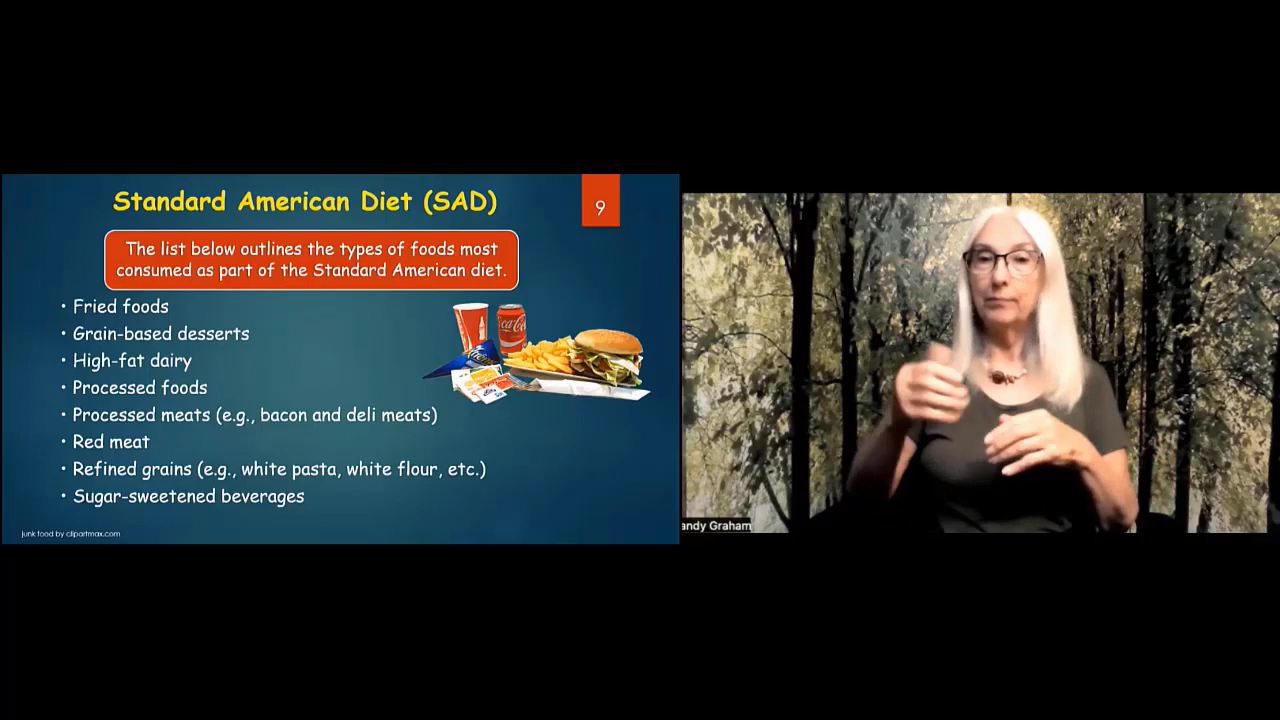 Standard American Diet (SAD)
9
The list below outlines the types of foods most
consumed as part of the Standard American diet.
• Fried foods
• Grain-based desserts
• High-fat dairy
• Processed foods
• Processed meats (e.g., bacon and deli meats)
• Red meat
• Refined grains (e.g., white pasta, white flour, etc.)
• Sugar-sweetened beverages
junk food by clipartmax.com
andy Graham